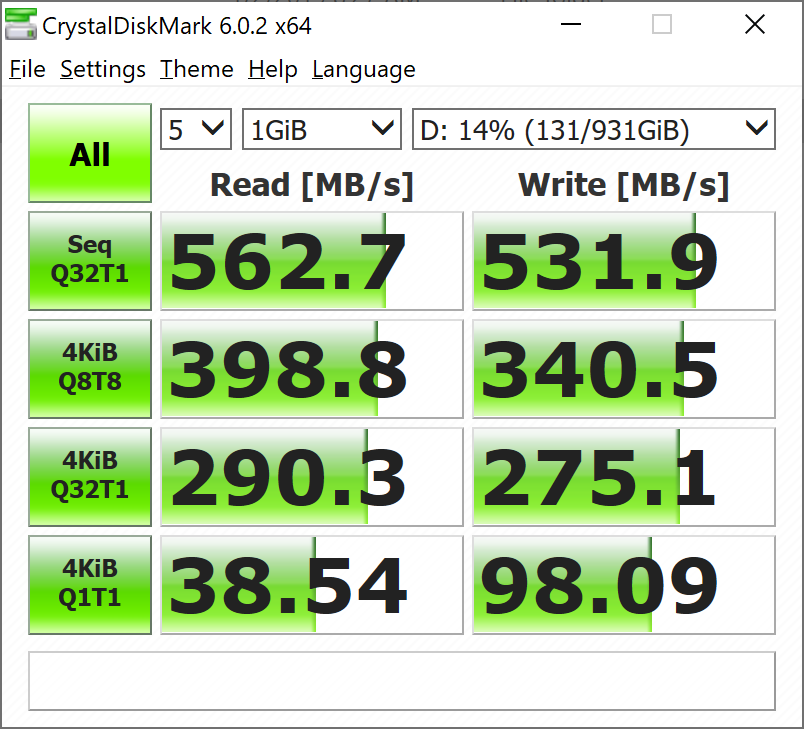 CrystalDiskMark 6.0.2 x64
File Settings Theme Help Language
All 5 1GiB D: 14% (131/931GiB)
Read [MB/s] Write [MB/s]
Seq
Q32T1 562.7 531.9
4KiB
Q8T8 398.8 340.5
4KiB
Q32T1 290.3 275.1
4KiB
Q1T1 38.54 98.09